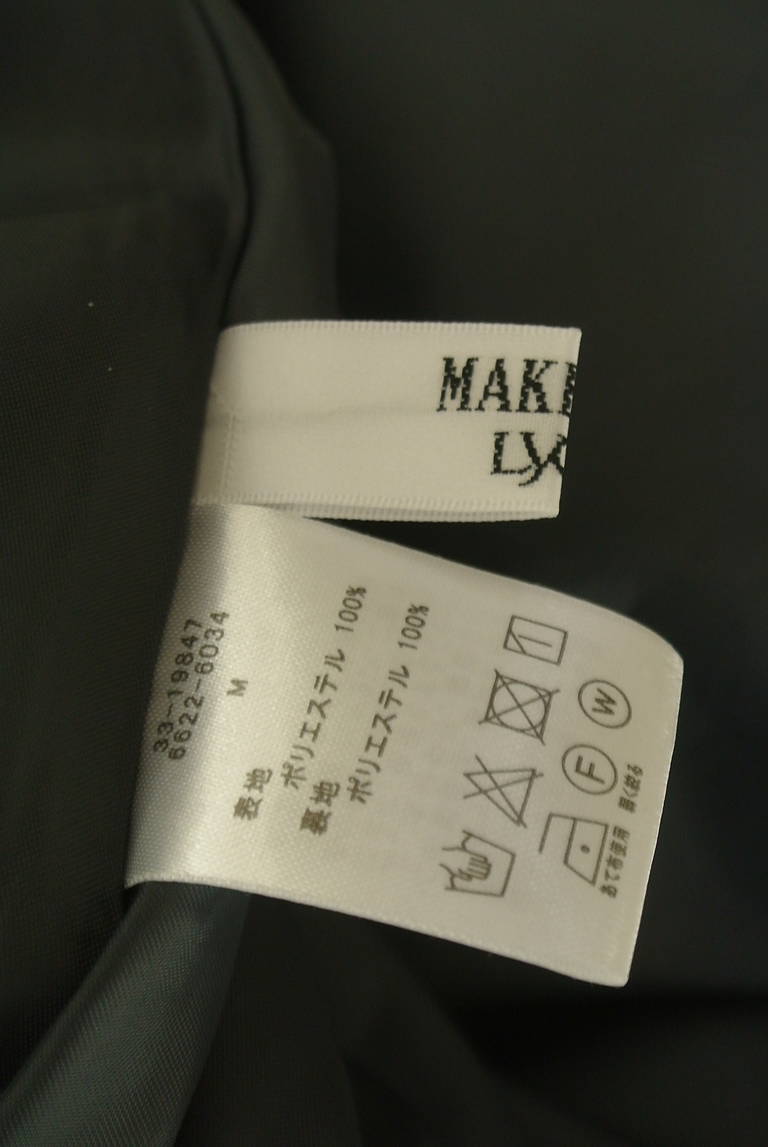 MAK
Ly
33-19847
6622-6034
M
表地
ポリエステル 100%
裏地
ポリエステル 100%
F W
あて布使用 弱く絞る